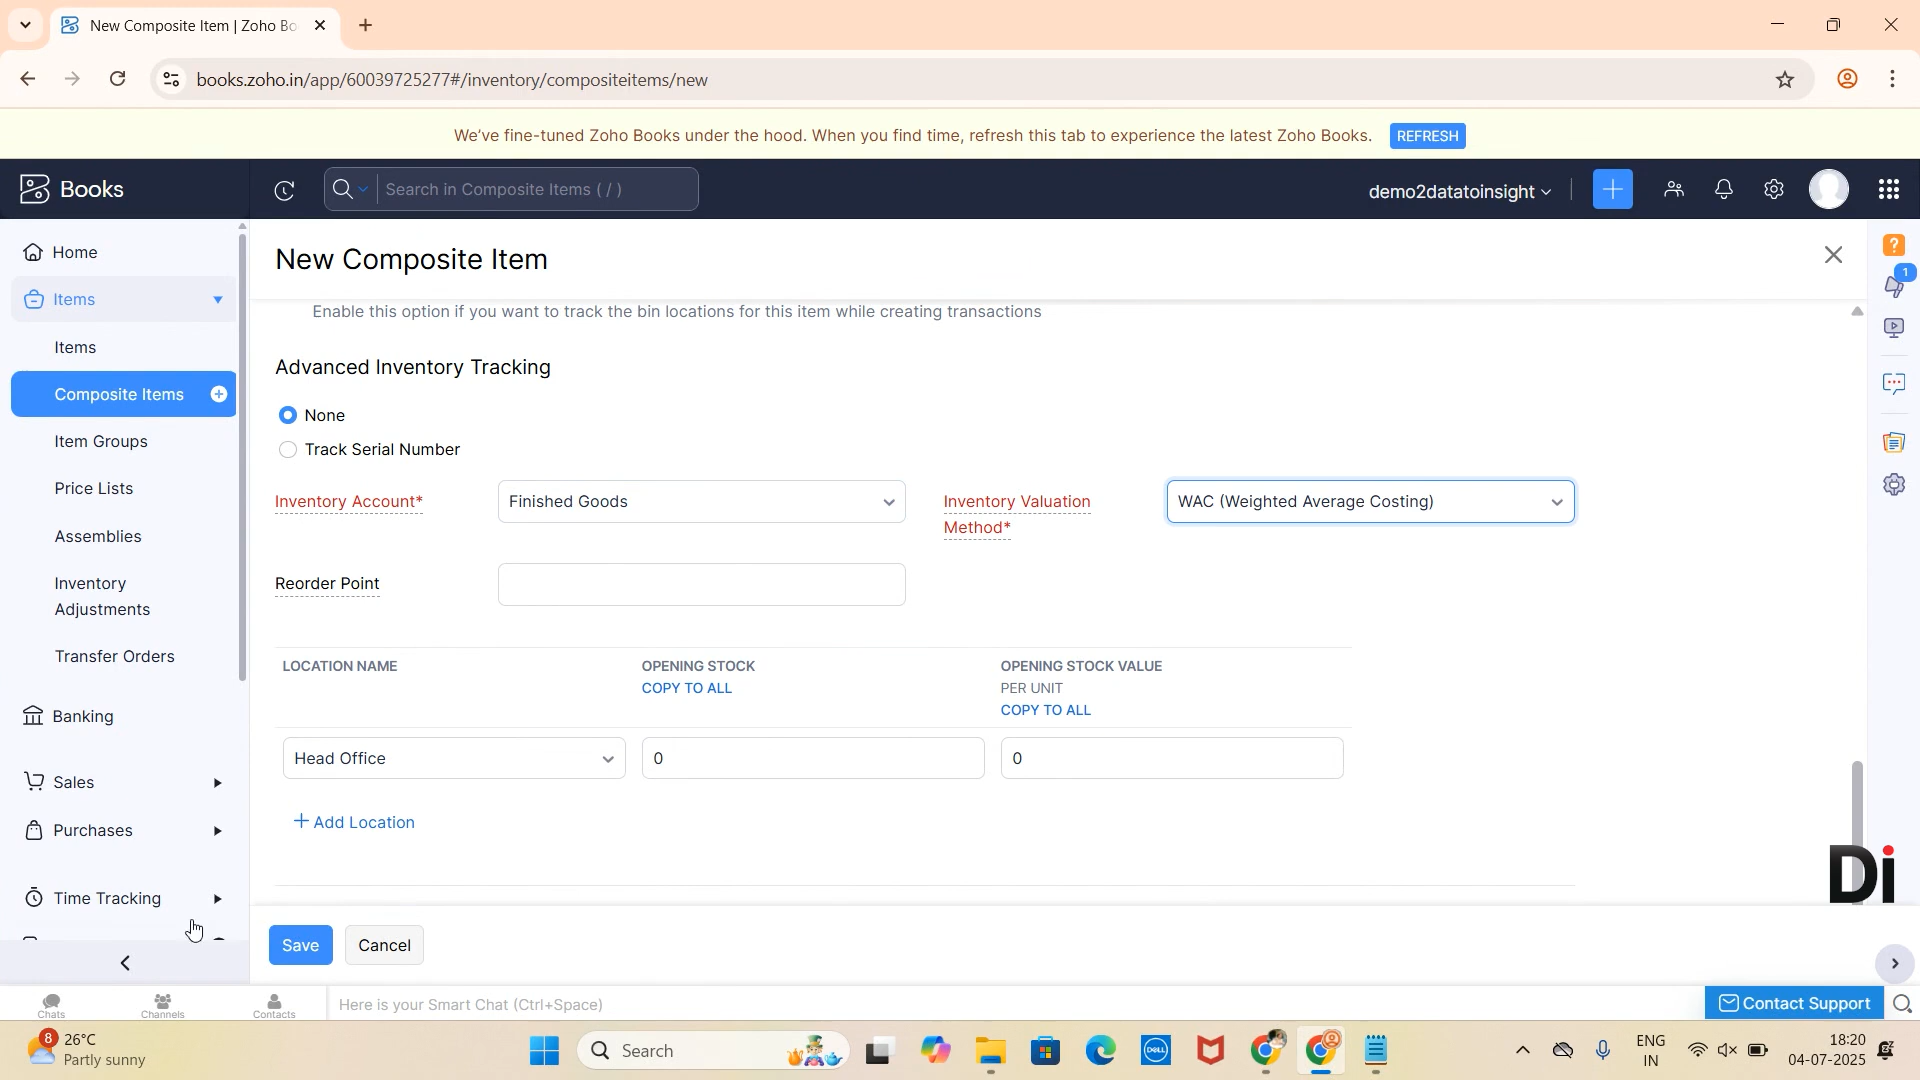 New Composite Item | Zoho Bo
books.zoho.in/app/60039725277#/inventory/compositeitems/new
We've fine-tuned Zoho Books under the hood. When you find time, refresh this tab to experience the latest Zoho Books. REFRESH
Books
Search in Composite Items ( / )
demo2datatoinsight
Home
Items
Items
Composite Items
Item Groups
Price Lists
Assemblies
Inventory
Adjustments
Transfer Orders
Banking
Sales
Purchases
Time Tracking
New Composite Item
Enable this option if you want to track the bin locations for this item while creating transactions
Advanced Inventory Tracking
None
Track Serial Number
Inventory Account*
Finished Goods
Inventory Valuation
Method*
WAC (Weighted Average Costing)
Reorder Point
LOCATION NAME
OPENING STOCK
COPY TO ALL
OPENING STOCK VALUE
PER UNIT
COPY TO ALL
Head Office
0
0
+ Add Location
Save
Cancel
?
1
Di
Chats
Channels
Contacts
Here is your Smart Chat (Ctrl+Space)
Contact Support
8
26°C
Partly sunny
Search
DELL
ENG
IN
18:20
04-07-2025